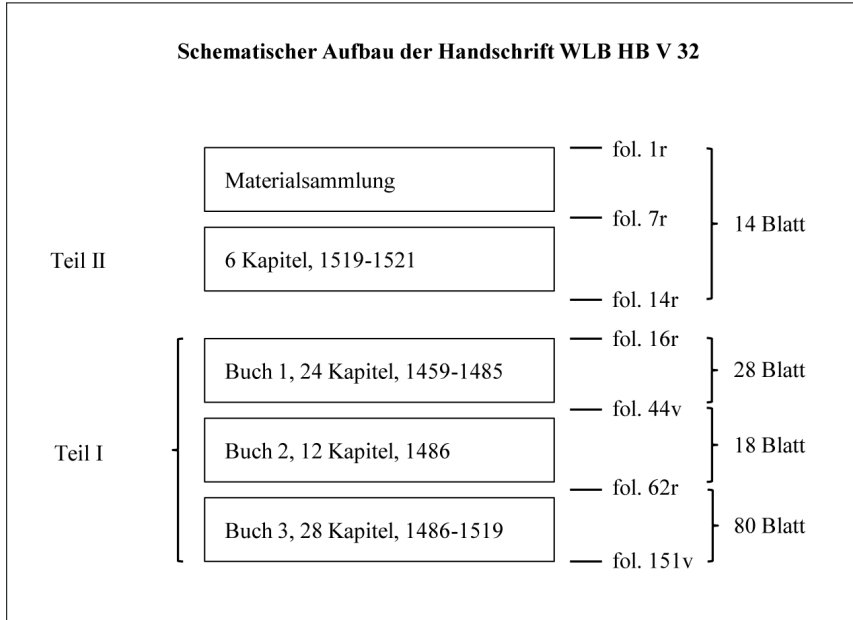 Schematischer Aufbau der Handschrift WLB HB V 32
fol. 1r
Materialsammlung
fol. 7r
14 Blatt
Teil II
6 Kapitel, 1519-1521
fol. 14r
fol. 16r
Buch 1, 24 Kapitel, 1459-1485
28 Blatt
fol. 44v
Teil I
Buch 2, 12 Kapitel, 1486
18 Blatt
fol. 62r
Buch 3, 28 Kapitel, 1486-1519
80 Blatt
fol. 151v